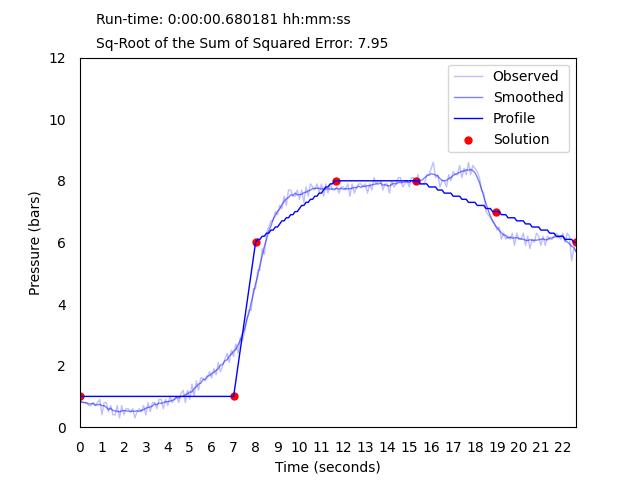 Run-time: 0:00:00.680181 hh:mm:ss
Sq-Root of the Sum of Squared Error: 7.95
12
10
8
6
4
2
0
Pressure (bars)
Observed
Smoothed
Profile
Solution
0 1 2 3 4 5 6 7 8 9 10 11 12 13 14 15 16 17 18 19 20 21 22
Time (seconds)